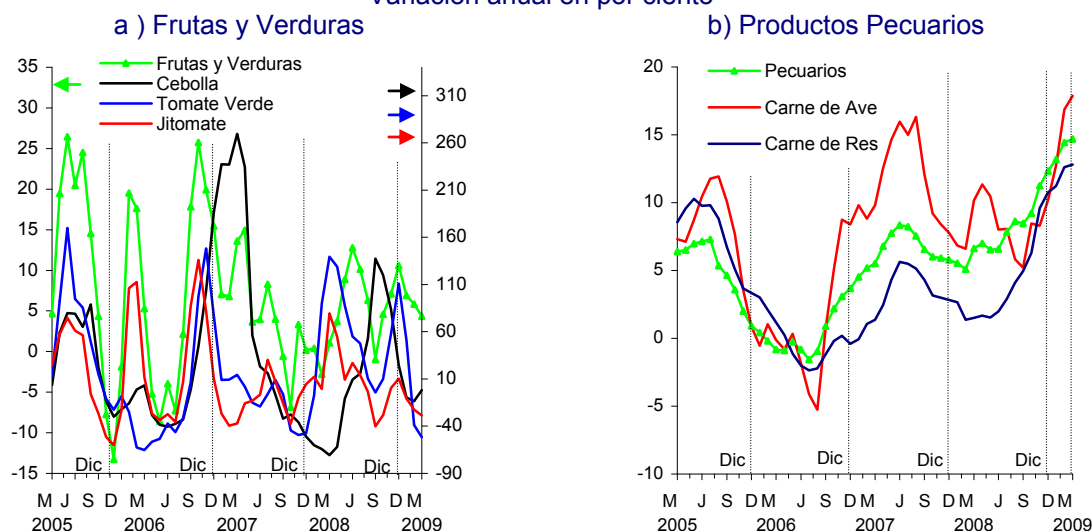 Variación anual en por ciento
a ) Frutas y Verduras
35
30
25
20
15
10
5
0
-5
-10
-15
Frutas y Verduras
Cebolla
Tomate Verde
Jitomate
310
260
210
160
110
60
10
-40
-90
Dic Dic Dic Dic
M J S D M J S D M J S D M J S D M
2005 2006 2007 2008 2009
b) Productos Pecuarios
20
15
10
5
0
-5
-10
Pecuarios
Carne de Ave
Carne de Res
Dic Dic Dic Dic
M J S D M J S D M J S D M J S D M
2005 2006 2007 2008 2009